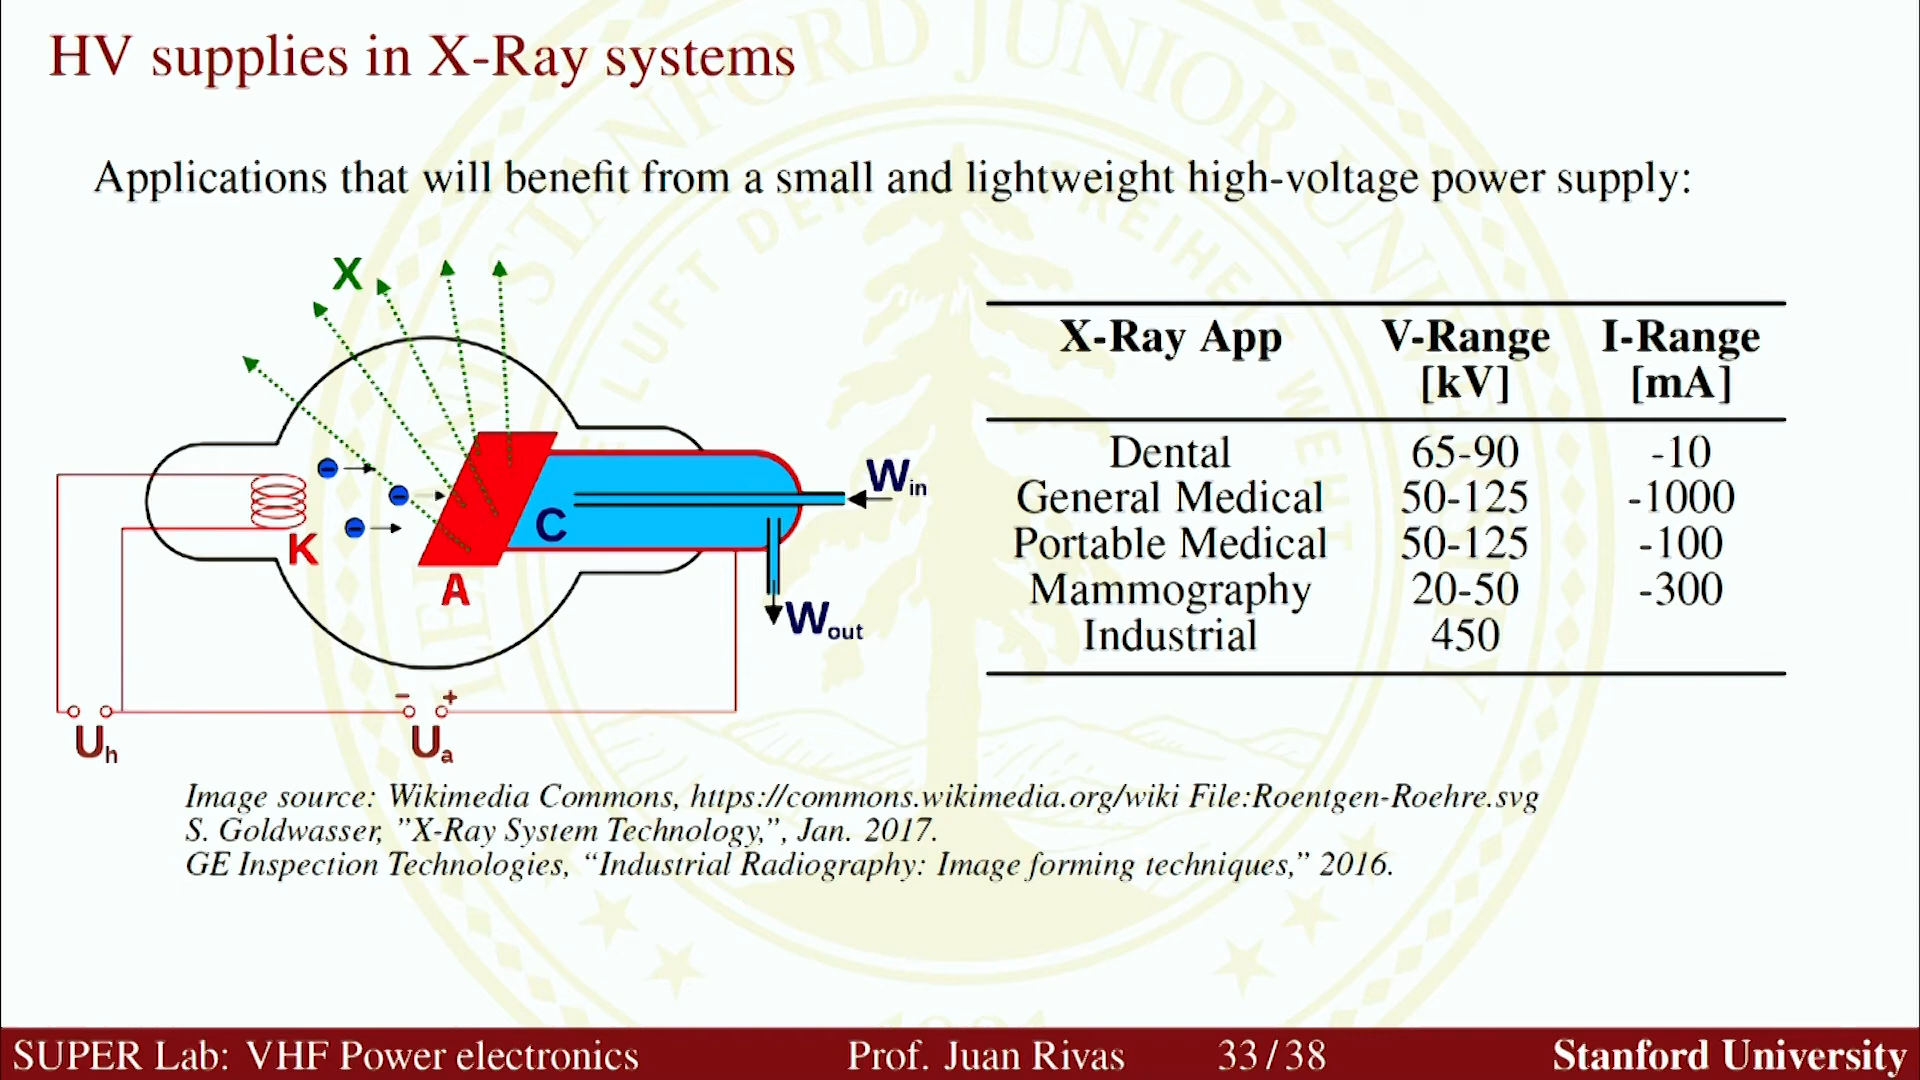 HV supplies in X-Ray systems
Applications that will benefit from a small and lightweight high-voltage power supply:
X
K
A
C
W in
W out
− +
U h
U a
X-Ray App V-Range I-Range
[kV] [mA]
Dental 65-90 -10
General Medical 50-125 -1000
Portable Medical 50-125 -100
Mammography 20-50 -300
Industrial 450
Image source: Wikimedia Commons, https://commons.wikimedia.org/wiki File:Roentgen-Roehre.svg
S. Goldwasser, ”X-Ray System Technology,”, Jan. 2017.
GE Inspection Technologies, “Industrial Radiography: Image forming techniques,” 2016.
SUPER Lab: VHF Power electronics Prof. Juan Rivas 33 / 38 Stanford University